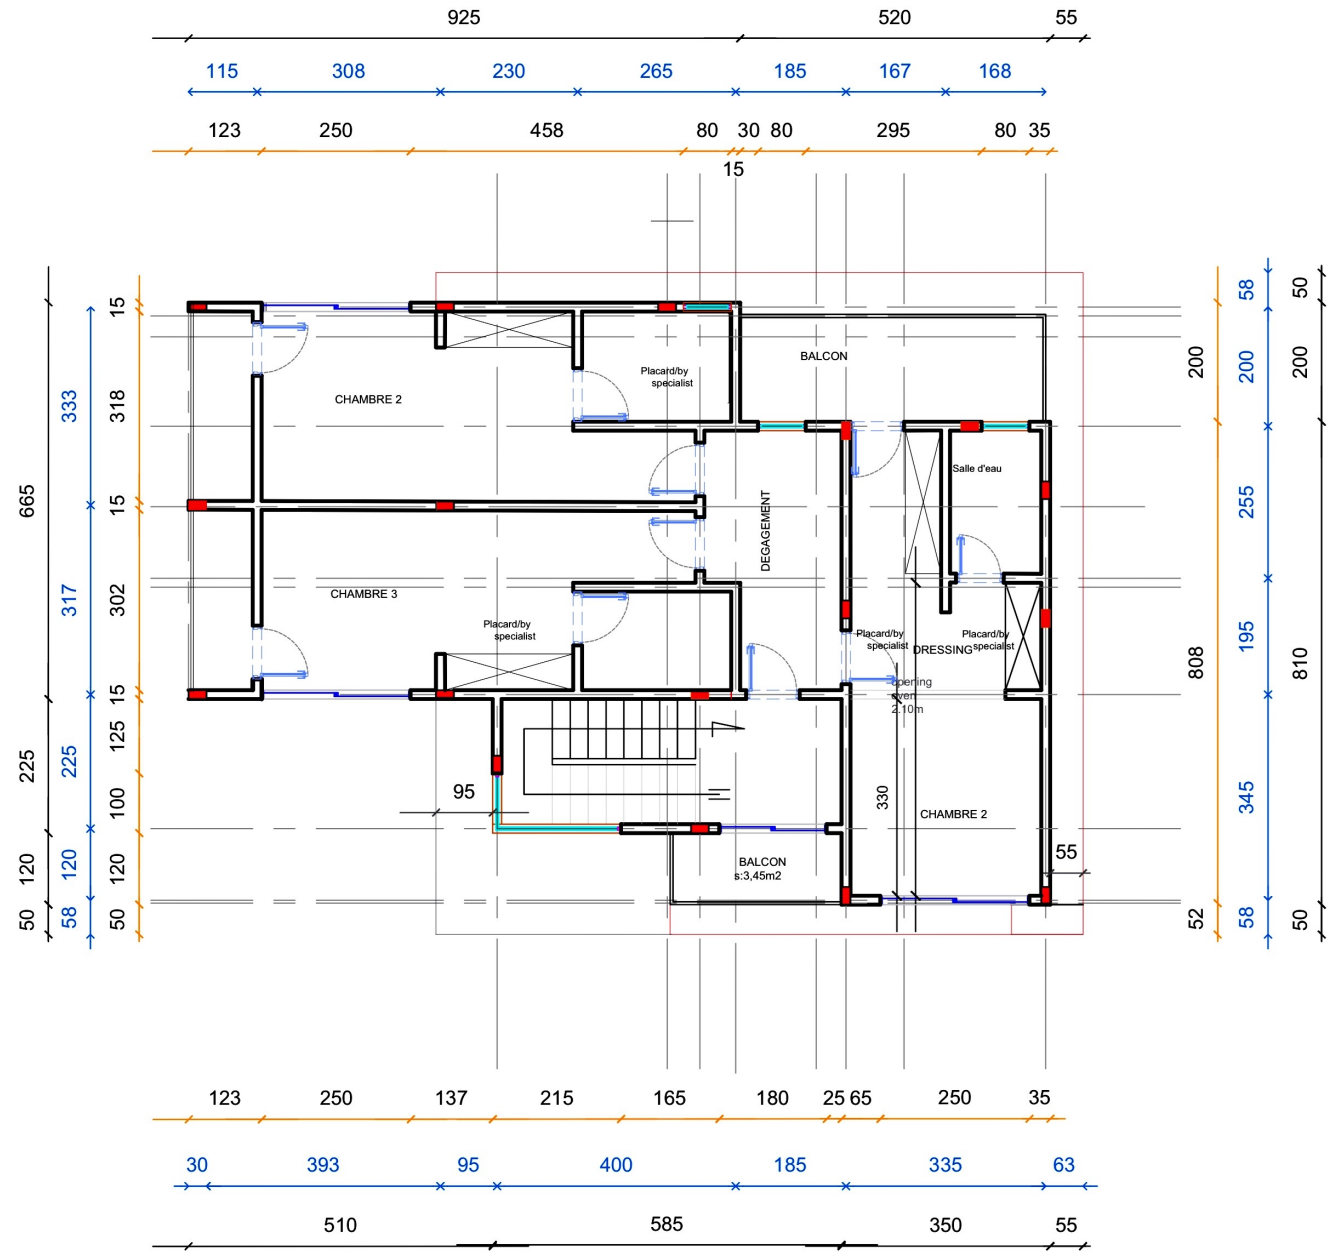 925 520 55
115 308 230 265 185 167 168
123 250 458 80 30 80 295 80 35
15
58 50
15
200 200 200
BALCON
Placard/by
specialist
333 318 CHAMBRE 2
Salle d'eau
665 15 255
DEGAGEMENT
317 302 CHAMBRE 3
Placard/by
specialist
195
Placard/by
specialist
DRESSING
Placard/by
specialist
808 810
15
opening
oven
2.10m
225 225 125
95 100
330
345
CHAMBRE 2
55
BALCON
s:3,45m2
120 120 120
50 58 50
52 58 50
123 250 137 215 165 180 25 65 250 35
30 393 95 400 185 335 63
510 585 350 55